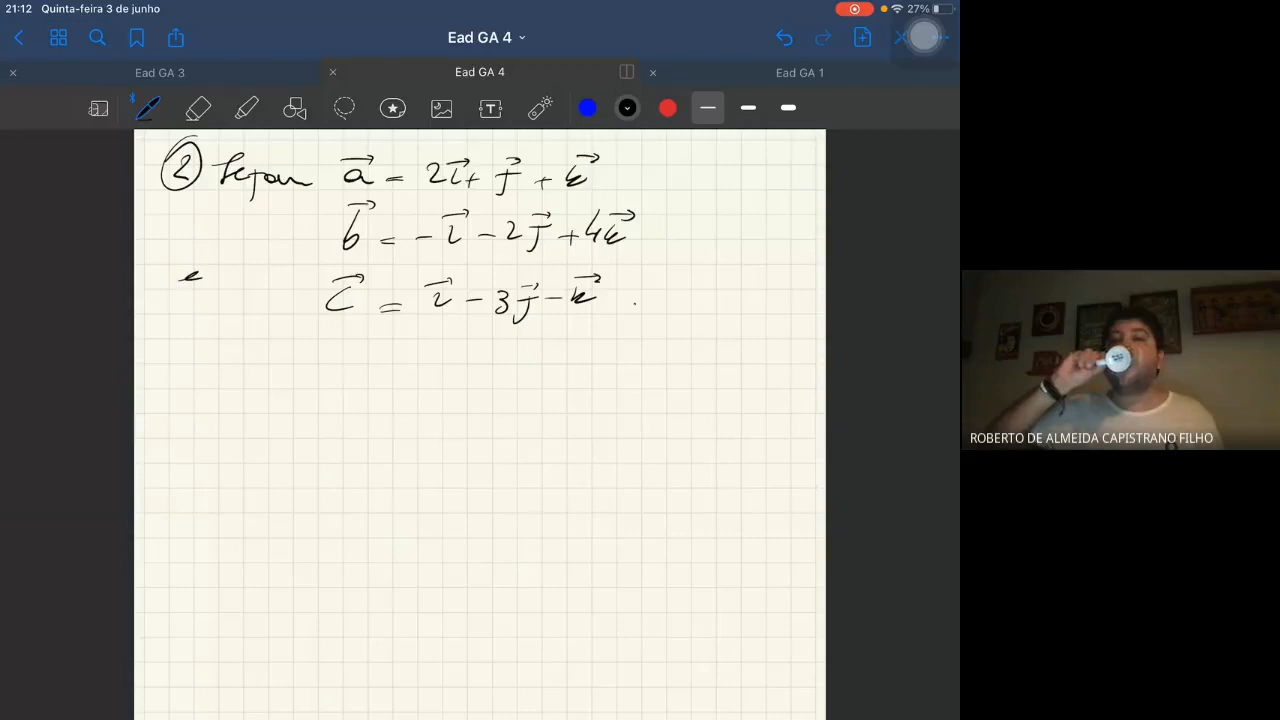 21:12 Quinta-feira 3 de junho 27%
Ead GA 4
Ead GA 3 Ead GA 4 Ead GA 1
② Sejam a⃗ = 2i⃗ + j⃗ + k⃗
b⃗ = -i⃗ - 2j⃗ + 4k⃗
e c⃗ = i⃗ - 3j⃗ - k⃗ .
ROBERTO DE ALMEIDA CAPISTRANO FILHO